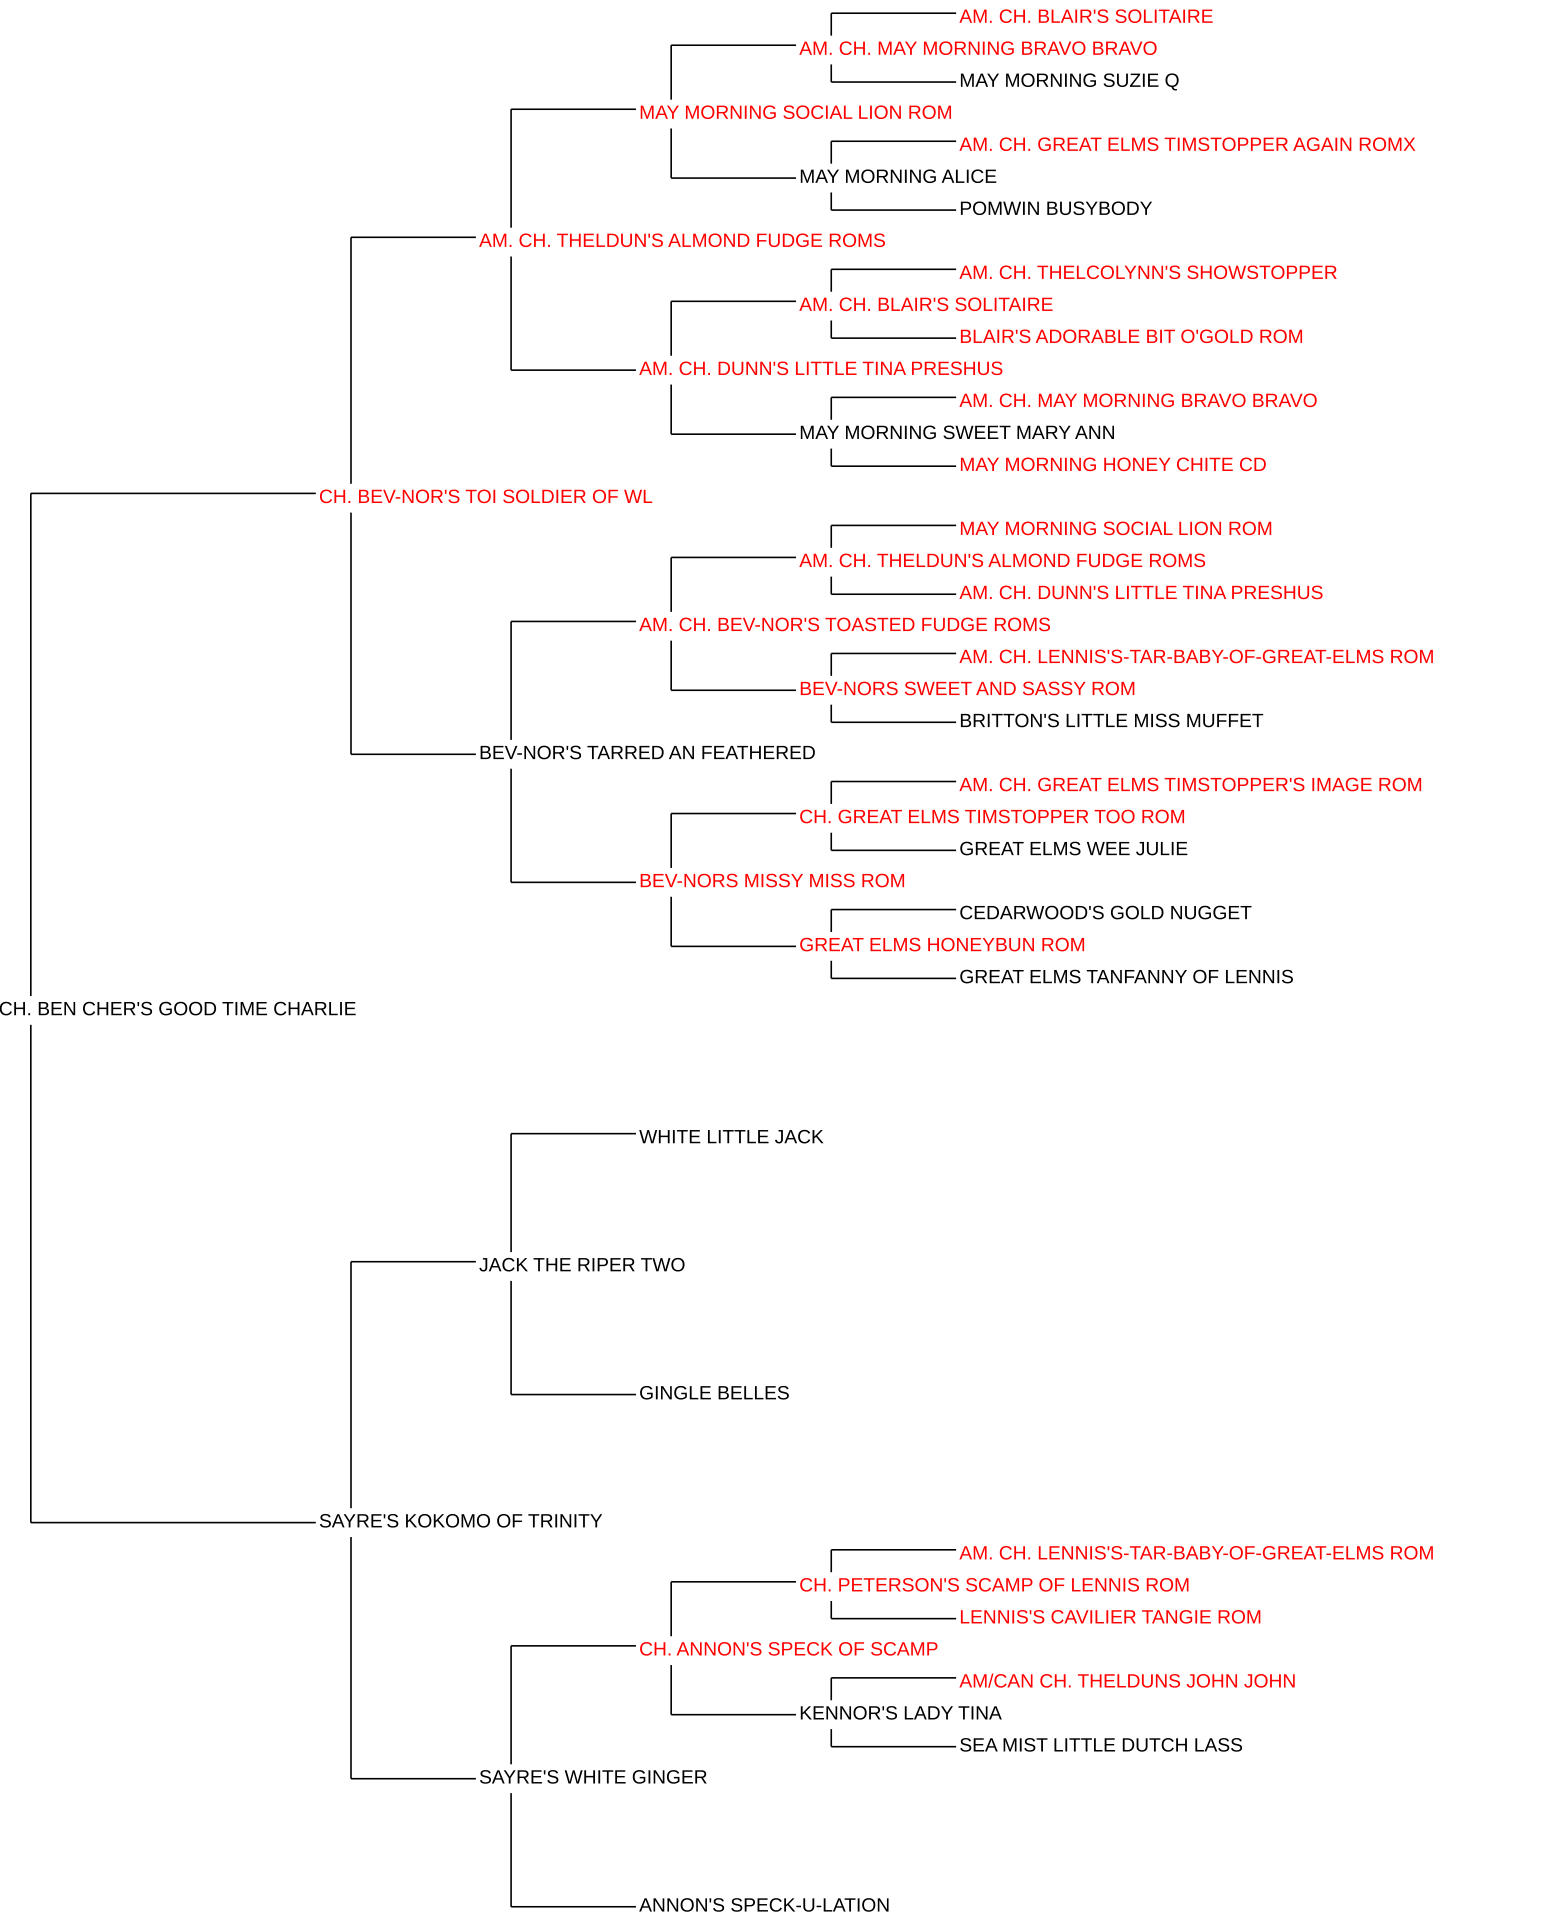 AM. CH. BLAIR'S SOLITAIRE
AM. CH. MAY MORNING BRAVO BRAVO
MAY MORNING SUZIE Q
MAY MORNING SOCIAL LION ROM
AM. CH. GREAT ELMS TIMSTOPPER AGAIN ROMX
MAY MORNING ALICE
POMWIN BUSYBODY
AM. CH. THELDUN'S ALMOND FUDGE ROMS
AM. CH. THELCOLYNN'S SHOWSTOPPER
AM. CH. BLAIR'S SOLITAIRE
BLAIR'S ADORABLE BIT O'GOLD ROM
AM. CH. DUNN'S LITTLE TINA PRESHUS
AM. CH. MAY MORNING BRAVO BRAVO
MAY MORNING SWEET MARY ANN
MAY MORNING HONEY CHITE CD
CH. BEV-NOR'S TOI SOLDIER OF WL
MAY MORNING SOCIAL LION ROM
AM. CH. THELDUN'S ALMOND FUDGE ROMS
AM. CH. DUNN'S LITTLE TINA PRESHUS
AM. CH. BEV-NOR'S TOASTED FUDGE ROMS
AM. CH. LENNIS'S-TAR-BABY-OF-GREAT-ELMS ROM
BEV-NORS SWEET AND SASSY ROM
BRITTON'S LITTLE MISS MUFFET
BEV-NOR'S TARRED AN FEATHERED
AM. CH. GREAT ELMS TIMSTOPPER'S IMAGE ROM
CH. GREAT ELMS TIMSTOPPER TOO ROM
GREAT ELMS WEE JULIE
BEV-NORS MISSY MISS ROM
CEDARWOOD'S GOLD NUGGET
GREAT ELMS HONEYBUN ROM
GREAT ELMS TANFANNY OF LENNIS
CH. BEN CHER'S GOOD TIME CHARLIE
WHITE LITTLE JACK
JACK THE RIPER TWO
GINGLE BELLES
SAYRE'S KOKOMO OF TRINITY
AM. CH. LENNIS'S-TAR-BABY-OF-GREAT-ELMS ROM
CH. PETERSON'S SCAMP OF LENNIS ROM
LENNIS'S CAVILIER TANGIE ROM
CH. ANNON'S SPECK OF SCAMP
AM/CAN CH. THELDUNS JOHN JOHN
KENNOR'S LADY TINA
SEA MIST LITTLE DUTCH LASS
SAYRE'S WHITE GINGER
ANNON'S SPECK-U-LATION